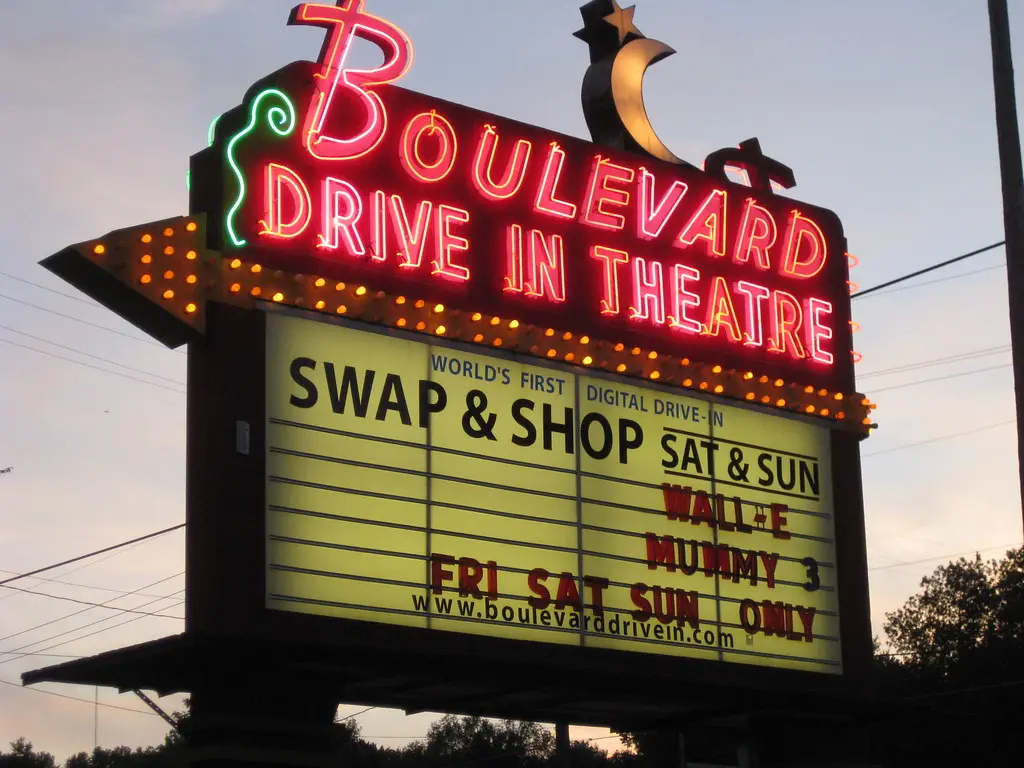 BOULEVARD
DRIVE IN THEATRE
WORLD'S FIRST DIGITAL DRIVE-IN
SWAP & SHOP SAT & SUN
WALL-E
MUMMY 3
FRI SAT SUN ONLY
www.boulevarddrivein.com